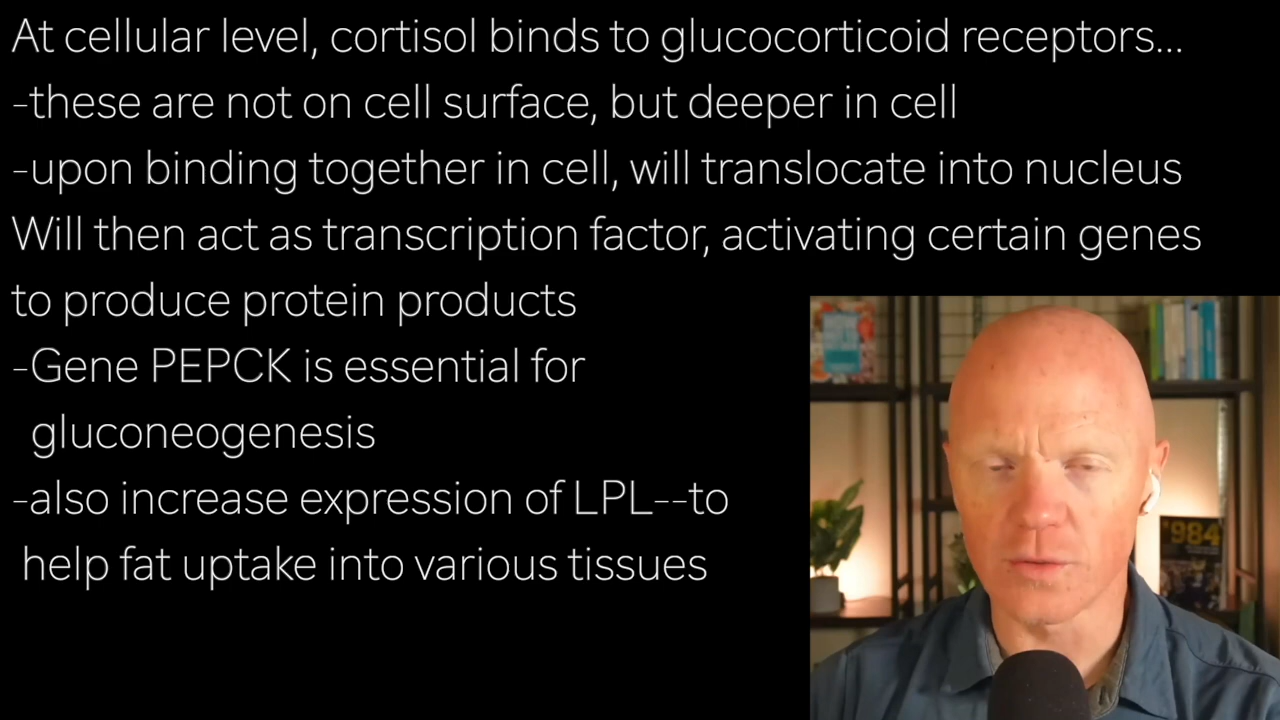 At cellular level, cortisol binds to glucocorticoid receptors...
-these are not on cell surface, but deeper in cell
-upon binding together in cell, will translocate into nucleus
Will then act as transcription factor, activating certain genes
to produce protein products
-Gene PEPCK is essential for
gluconeogenesis
-also increase expression of LPL--to
help fat uptake into various tissues
984